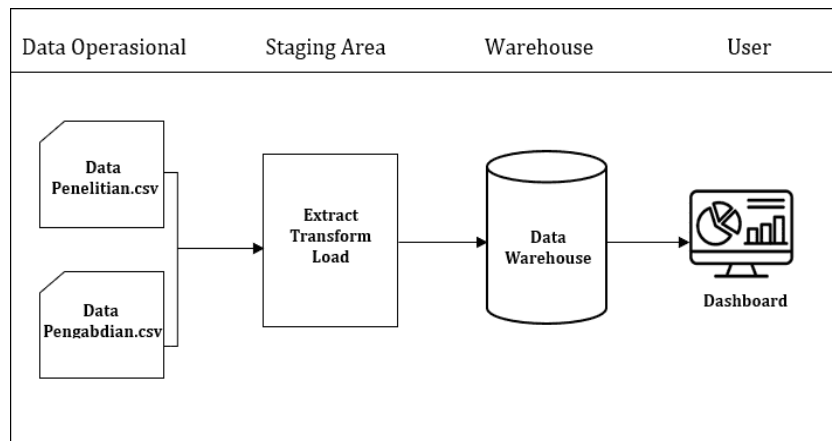 Data Operasional
Staging Area
Warehouse
User
Data
Penelitian.csv
Data
Pengabdian.csv
Extract
Transform
Load
Data
Warehouse
Dashboard